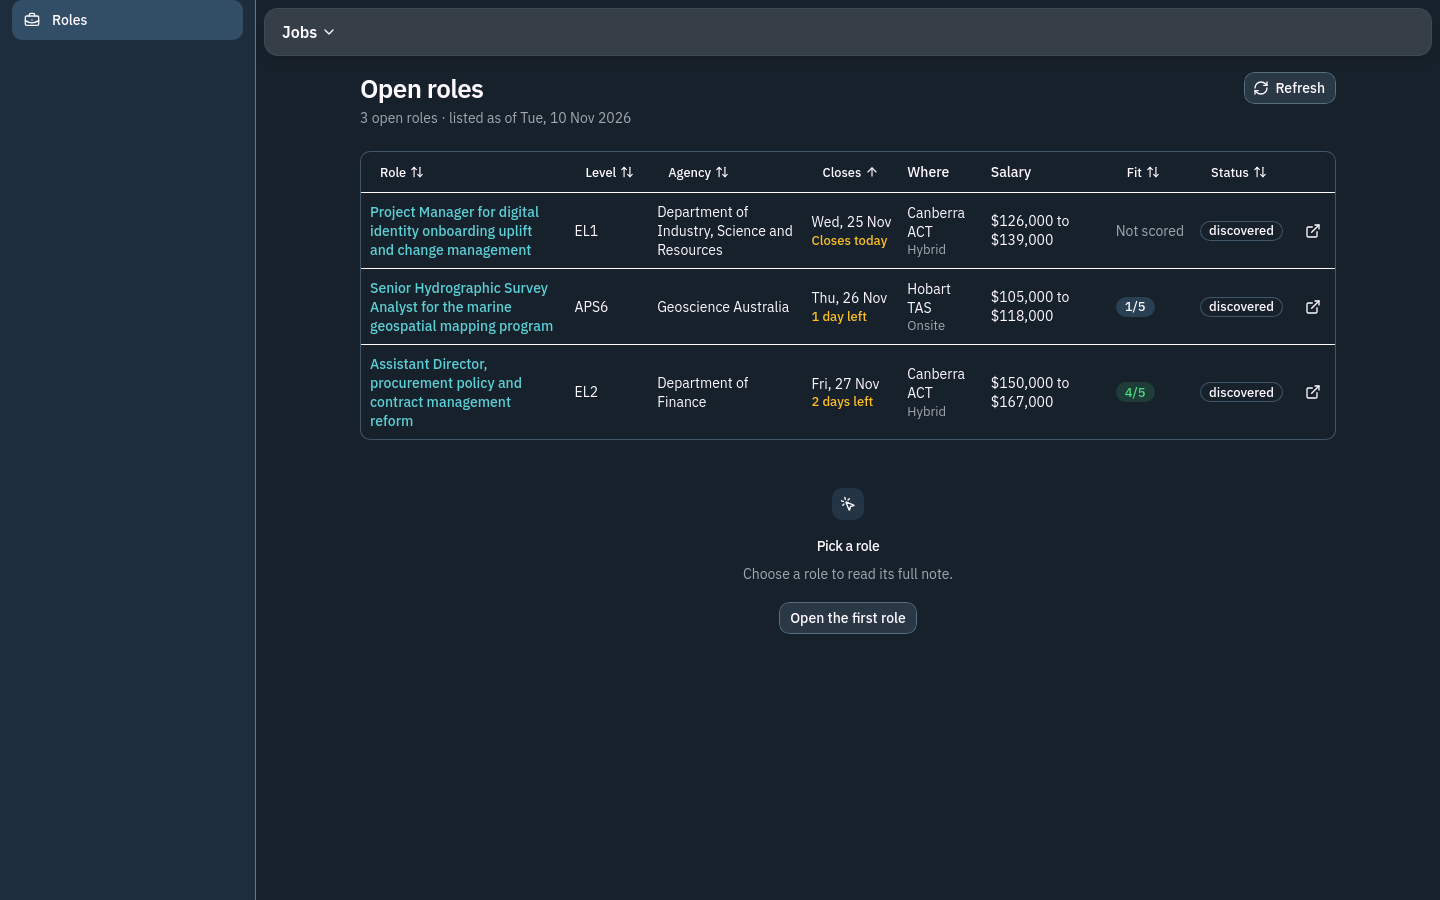 Roles
Jobs
Open roles
Refresh
3 open roles · listed as of Tue, 10 Nov 2026
Role Level Agency Closes Where Salary Fit Status
Project Manager for digital
identity onboarding uplift
and change management
EL1
Department of
Industry, Science and
Resources
Wed, 25 Nov
Closes today
Canberra
ACT
Hybrid
$126,000 to
$139,000
Not scored
discovered
Senior Hydrographic Survey
Analyst for the marine
geospatial mapping program
APS6
Geoscience Australia
Thu, 26 Nov
1 day left
Hobart
TAS
Onsite
$105,000 to
$118,000
1/5
discovered
Assistant Director,
procurement policy and
contract management
reform
EL2
Department of
Finance
Fri, 27 Nov
2 days left
Canberra
ACT
Hybrid
$150,000 to
$167,000
4/5
discovered
Pick a role
Choose a role to read its full note.
Open the first role